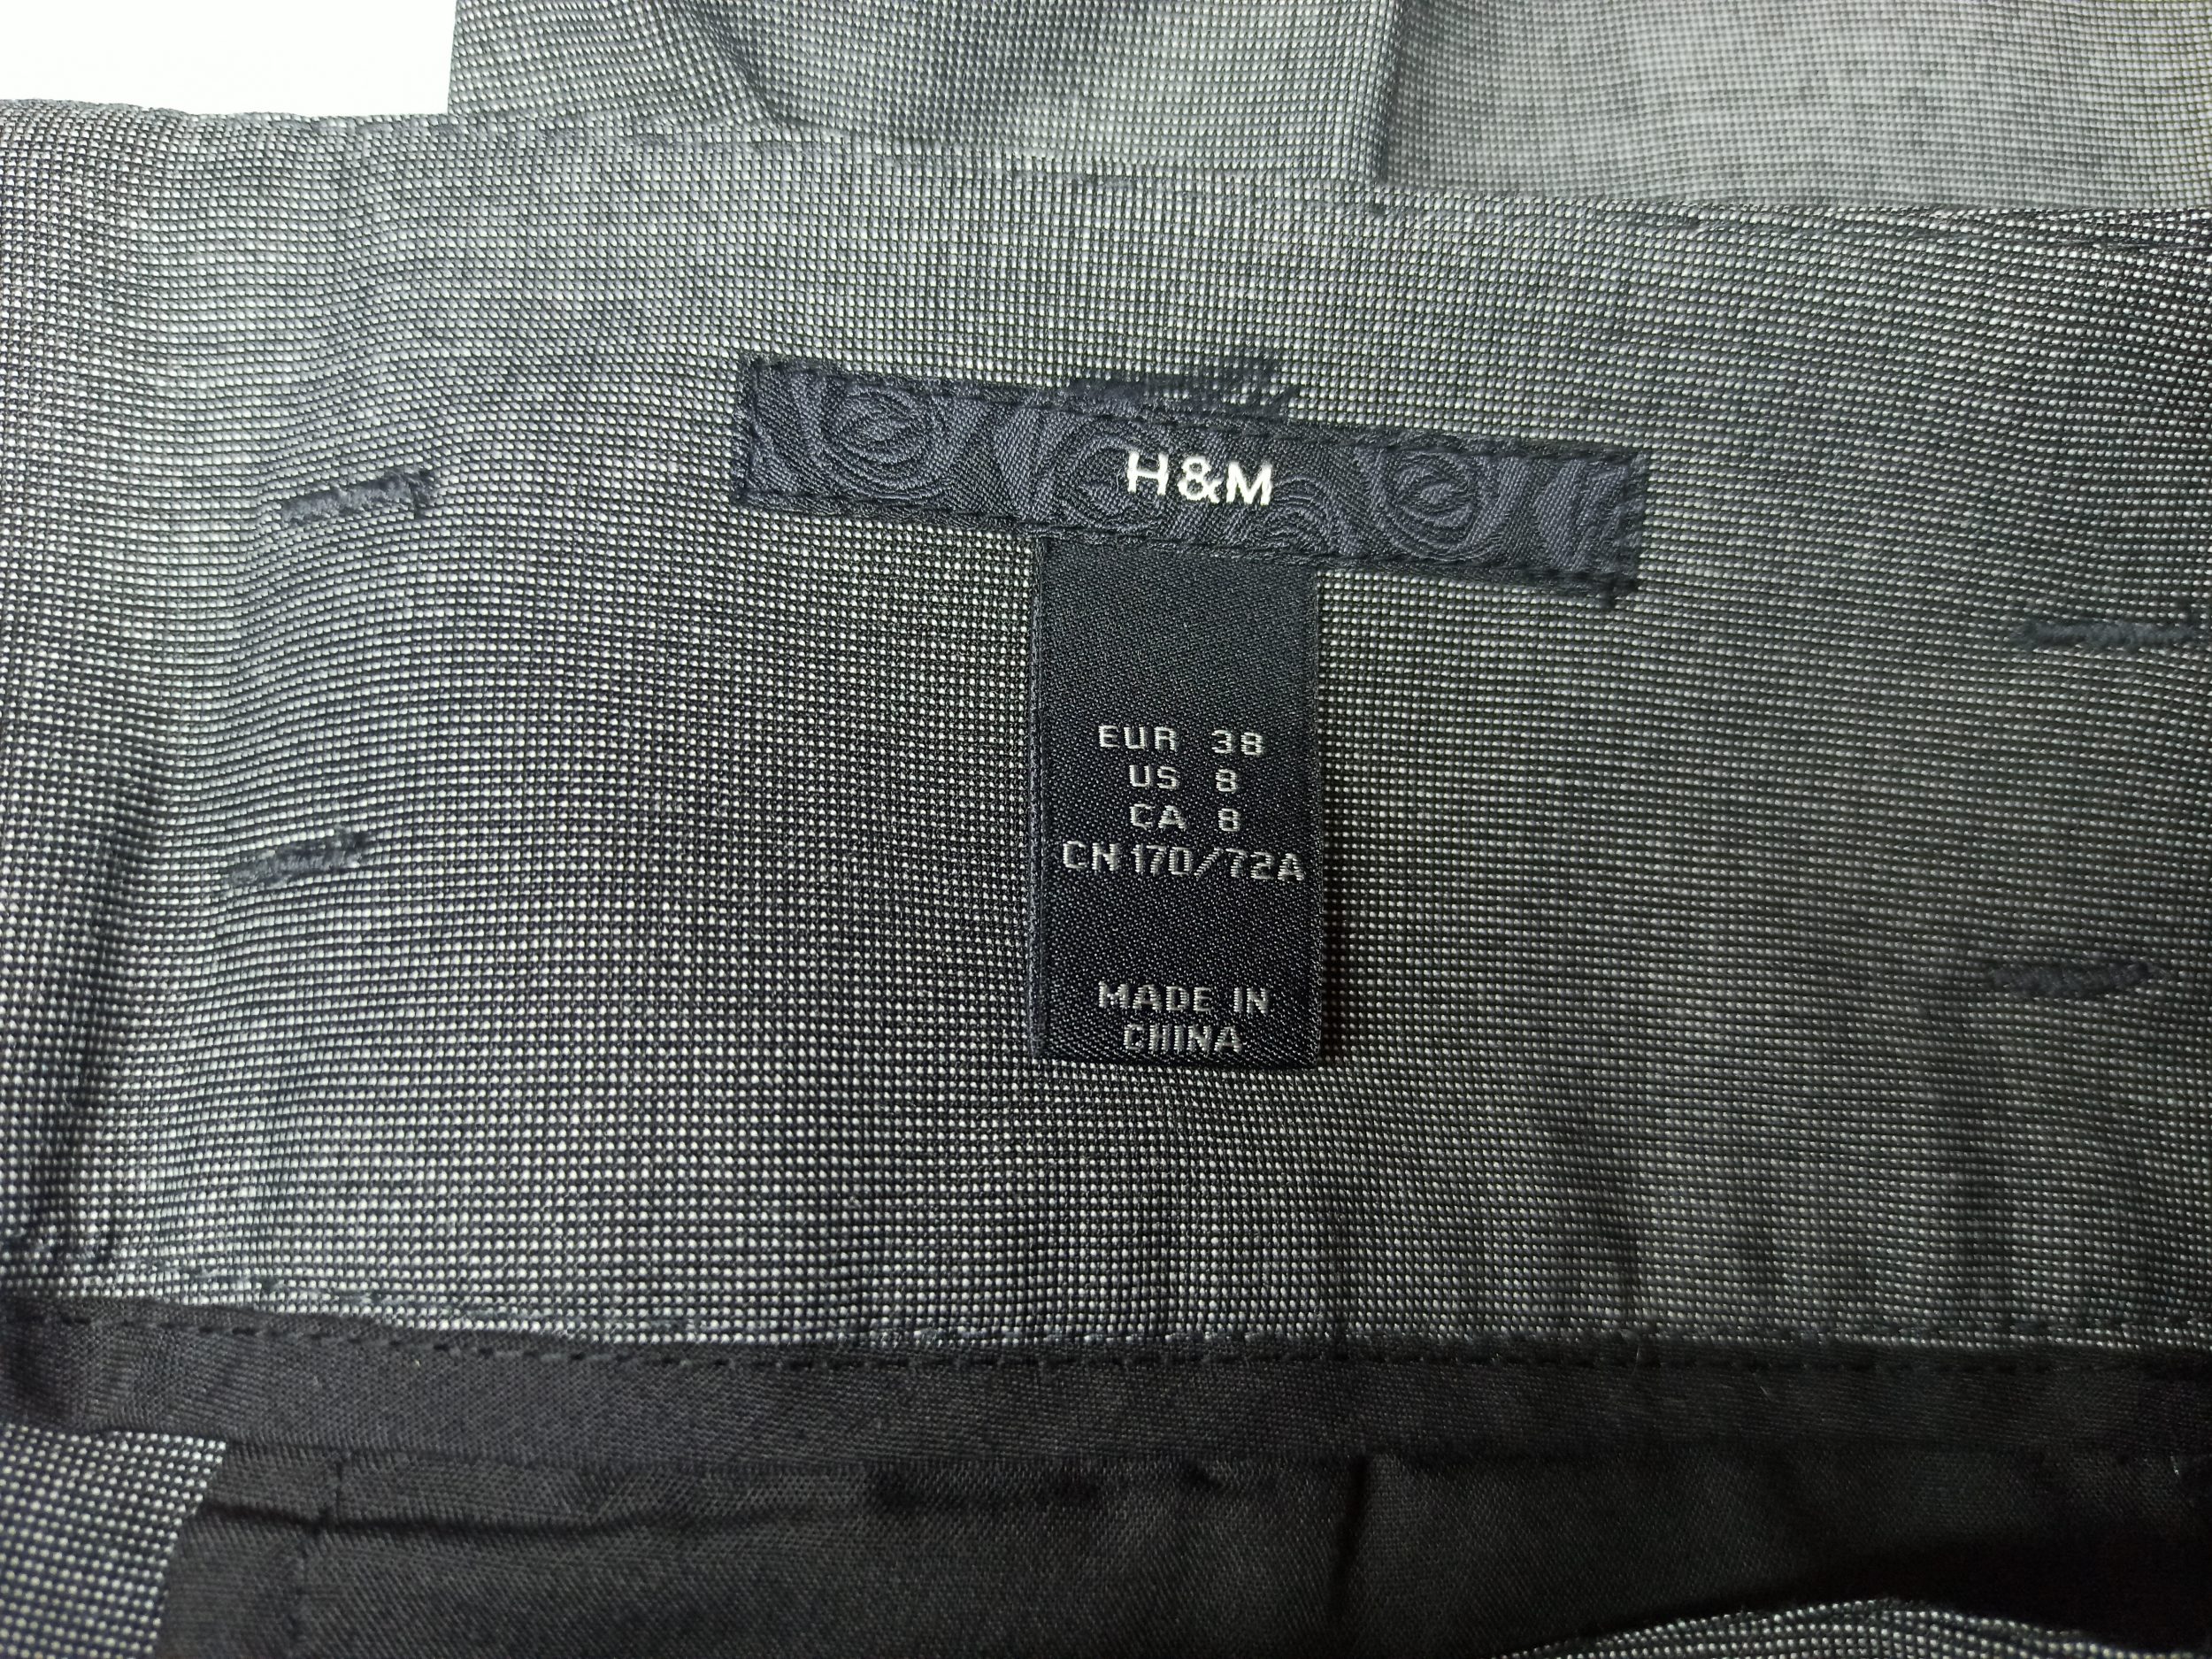 H&M
EUR 38
US 8
CA 8
CN 170/72A
MADE IN
CHINA